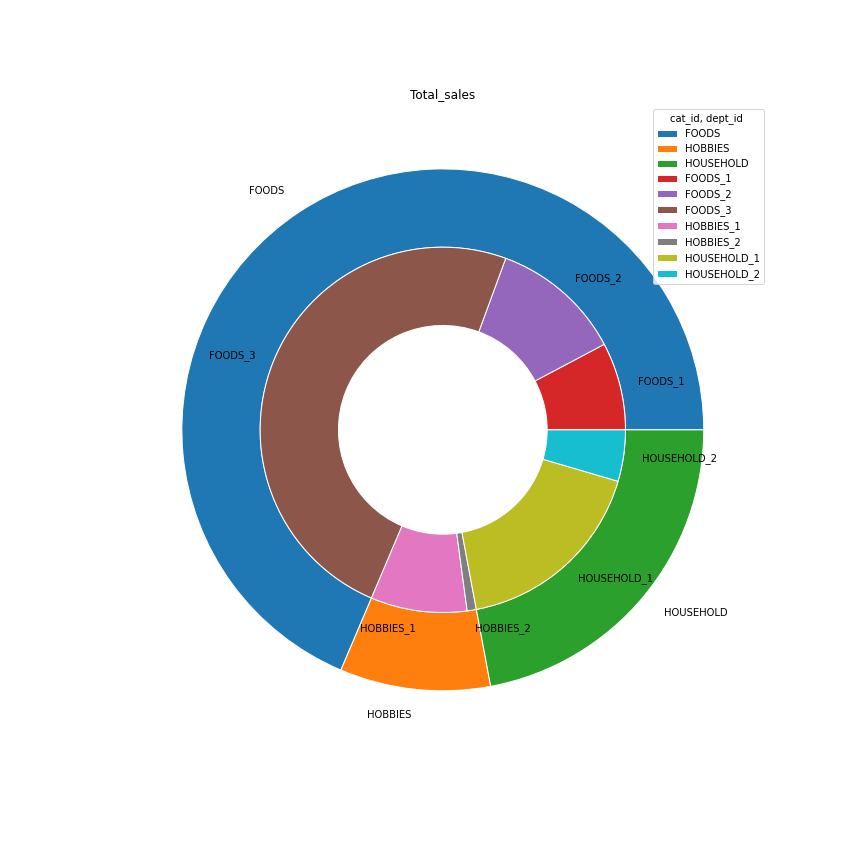 Total_sales
cat_id, dept_id
FOODS
HOBBIES
HOUSEHOLD
FOODS_1
FOODS_2
FOODS_3
HOBBIES_1
HOBBIES_2
HOUSEHOLD_1
HOUSEHOLD_2
FOODS
FOODS_2
FOODS_3
FOODS_1
HOUSEHOLD_2
HOUSEHOLD_1
HOUSEHOLD
HOBBIES_1
HOBBIES_2
HOBBIES